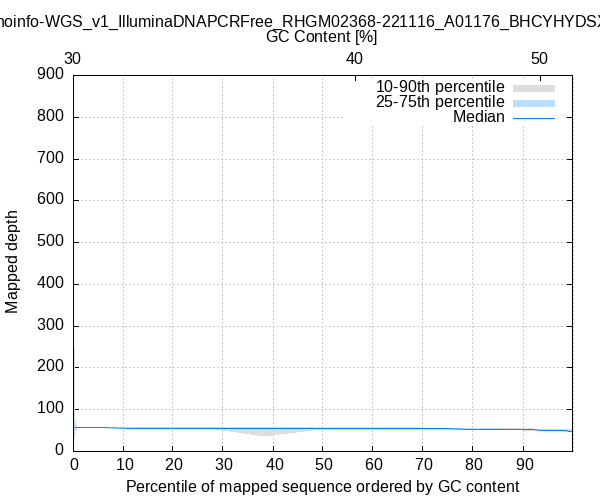 noinfo-WGS_v1_IlluminaDNAPCRFree_RHGM02368-221116_A01176_BHCYHYDSX
GC Content [%]
30 40 50
900
800
700
600
500
400
300
200
100
0
10-90th percentile
25-75th percentile
Median
Mapped depth
0 10 20 30 40 50 60 70 80 90
Percentile of mapped sequence ordered by GC content